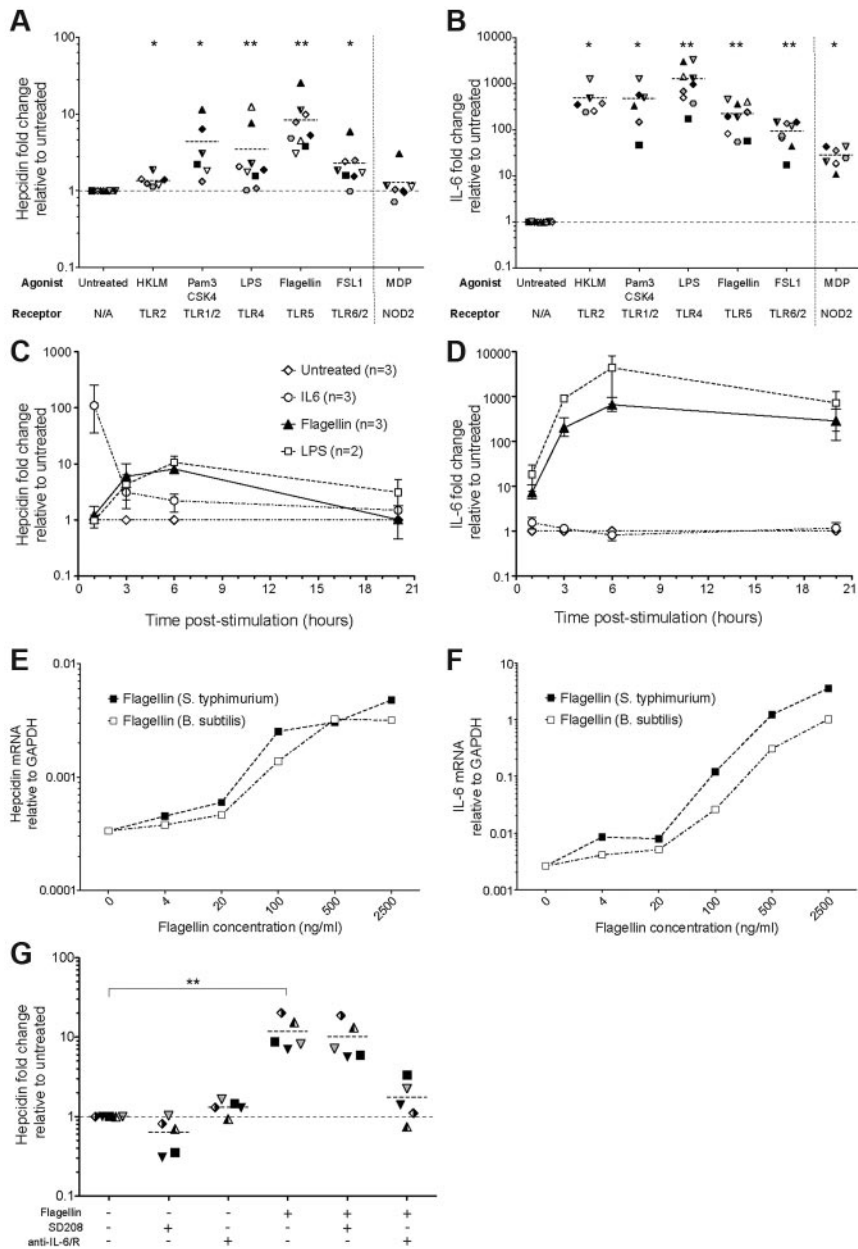 A
Hepcidin fold change
relative to untreated
100
10
1
0.1
* * ** ** *
Agonist Untreated HKLM Pam3 CSK4 LPS Flagellin FSL1 MDP
Receptor N/A TLR2 TLR1/2 TLR4 TLR5 TLR6/2 NOD2
B
IL-6 fold change
relative to untreated
10000
1000
100
10
1
0.1
* * ** ** ** *
Agonist Untreated HKLM Pam3 CSK4 LPS Flagellin FSL1 MDP
Receptor N/A TLR2 TLR1/2 TLR4 TLR5 TLR6/2 NOD2
C
Hepcidin fold change
relative to untreated
1000
100
10
1
0.1
Untreated (n=3)
IL6 (n=3)
Flagellin (n=3)
LPS (n=2)
0 3 6 9 12 15 18 21
Time post-stimulation (hours)
D
IL-6 fold change
relative to untreated
10000
1000
100
10
1
0.1
0 3 6 9 12 15 18 21
Time post-stimulation (hours)
E
Hepcidin mRNA
relative to GAPDH
0.01
0.001
0.0001
Flagellin (S. typhimurium)
Flagellin (B. subtilis)
0 4 20 100 500 2500
Flagellin concentration (ng/ml)
F
IL-6 mRNA
relative to GAPDH
10
1
0.1
0.01
0.001
Flagellin (S. typhimurium)
Flagellin (B. subtilis)
0 4 20 100 500 2500
Flagellin concentration (ng/ml)
G
Hepcidin fold change
relative to untreated
100
10
1
0.1
**
Flagellin - - - + + +
SD208 - + - - + -
anti-IL-6/R - - + - - +